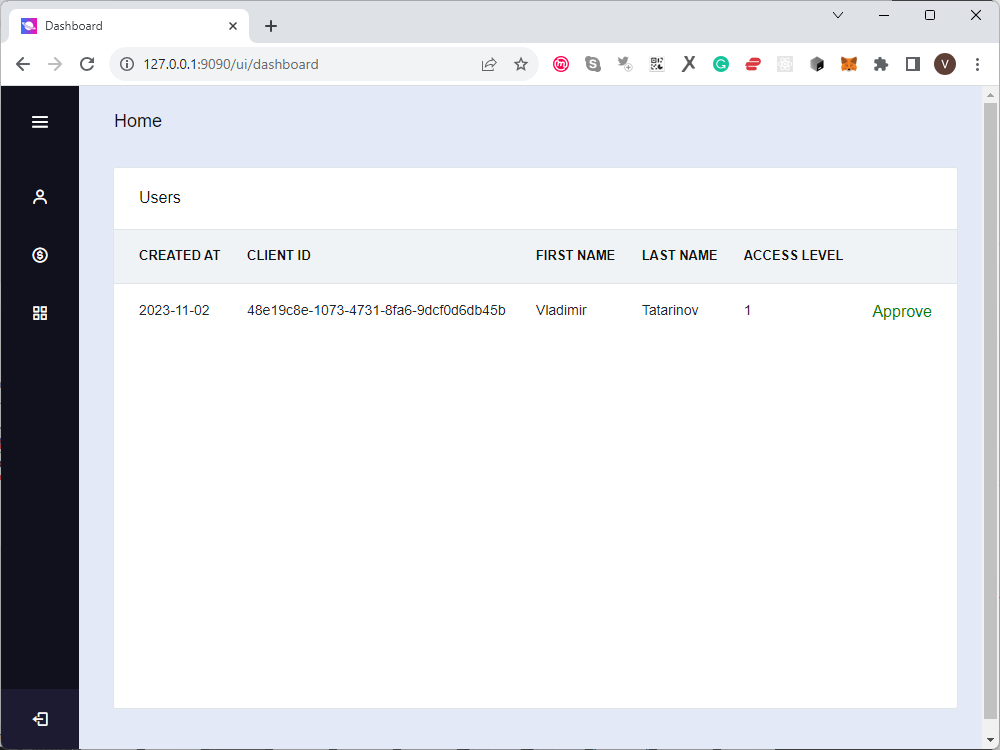 Dashboard
127.0.0.1:9090/ui/dashboard
V
Home
Users
CREATED AT CLIENT ID FIRST NAME LAST NAME ACCESS LEVEL
2023-11-02 48e19c8e-1073-4731-8fa6-9dcf0d6db45b Vladimir Tatarinov 1 Approve